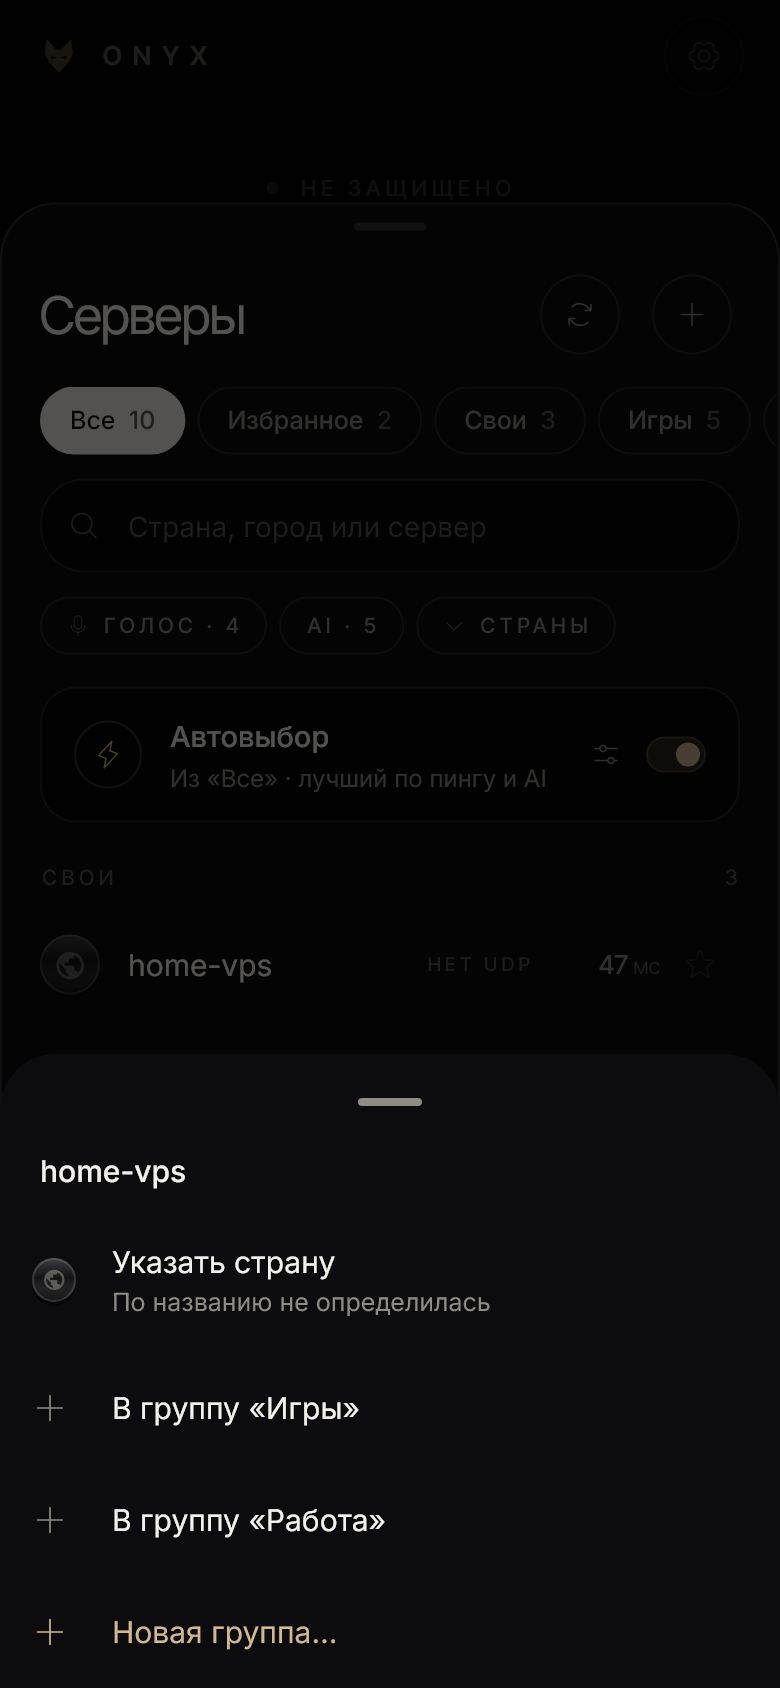 ONYX
НЕ ЗАЩИЩЕНО
Серверы
Все 10 Избранное 2 Свои 3 Игры 5
Страна, город или сервер
ГОЛОС · 4 AI · 5 СТРАНЫ
Автовыбор
Из «Все» · лучший по пингу и AI
СВОИ 3
home-vps НЕТ UDP 47 мс
home-vps
Указать страну
По названию не определилась
В группу «Игры»
В группу «Работа»
Новая группа...